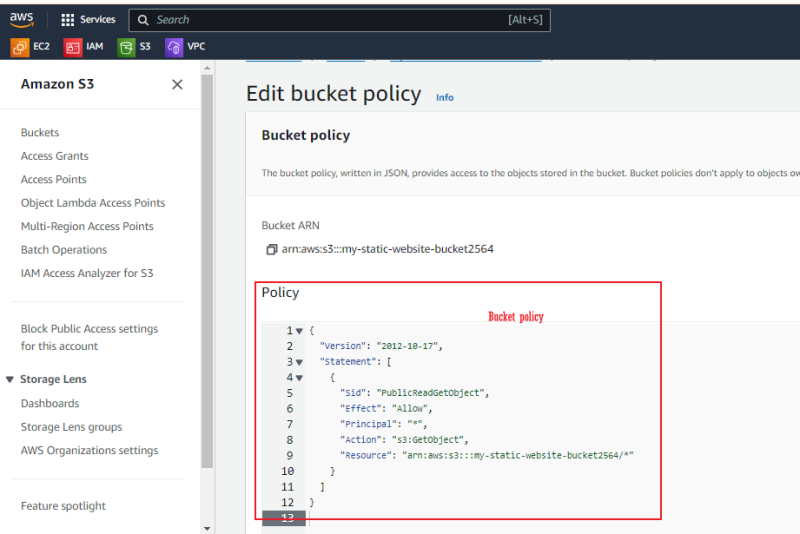 aws Services Search [Alt+S]
EC2 IAM S3 VPC
Amazon S3
Buckets
Access Grants
Access Points
Object Lambda Access Points
Multi-Region Access Points
Batch Operations
IAM Access Analyzer for S3
Block Public Access settings
for this account
Storage Lens
Dashboards
Storage Lens groups
AWS Organizations settings
Feature spotlight
Edit bucket policy Info
Bucket policy
The bucket policy, written in JSON, provides access to the objects stored in the bucket. Bucket policies don't apply to objects
Bucket ARN
arn:aws:s3:::my-static-website-bucket2564
Policy
Bucket policy
1 {
2 "Version": "2012-10-17",
3 "Statement": [
4 {
5 "Sid": "PublicReadGetObject",
6 "Effect": "Allow",
7 "Principal": "*",
8 "Action": "s3:GetObject",
9 "Resource": "arn:aws:s3:::my-static-website-bucket2564/*"
10 }
11 ]
12 }
13